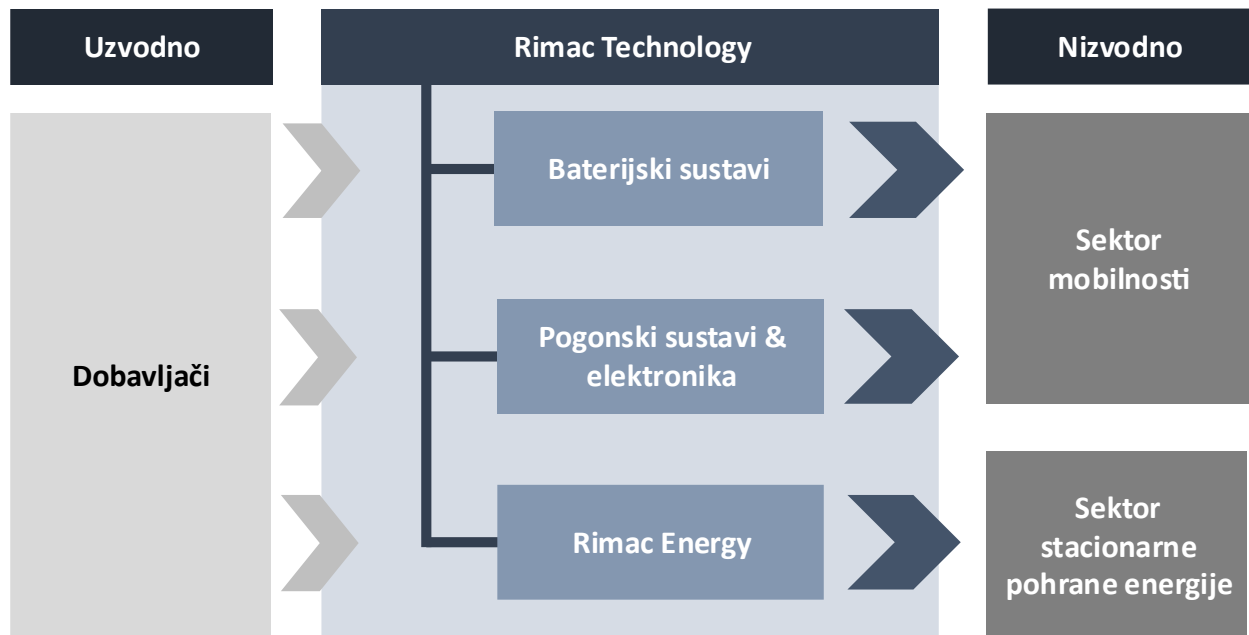 Uzvodno
Rimac Technology
Nizvodno
Dobavljači
Baterijski sustavi
Pogonski sustavi &
elektronika
Rimac Energy
Sektor
mobilnosti
Sektor
stacionarne
pohrane energije